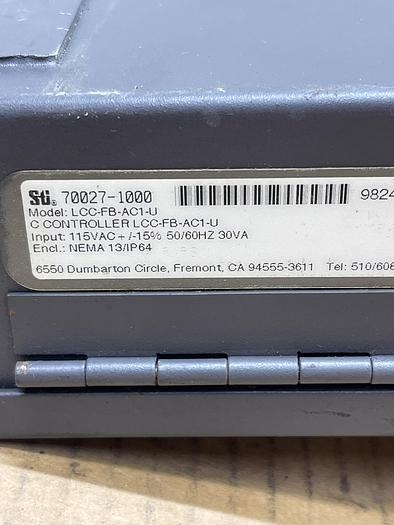 STI® 70027-1000 9824
Model: LCC-FB-AC1-U
C CONTROLLER LCC-FB-AC1-U
Input: 115VAC+/-15% 50/60HZ 30VA
Encl.: NEMA 13/IP64
6550 Dumbarton Circle, Fremont, CA 94555-3611 Tel: 510/608